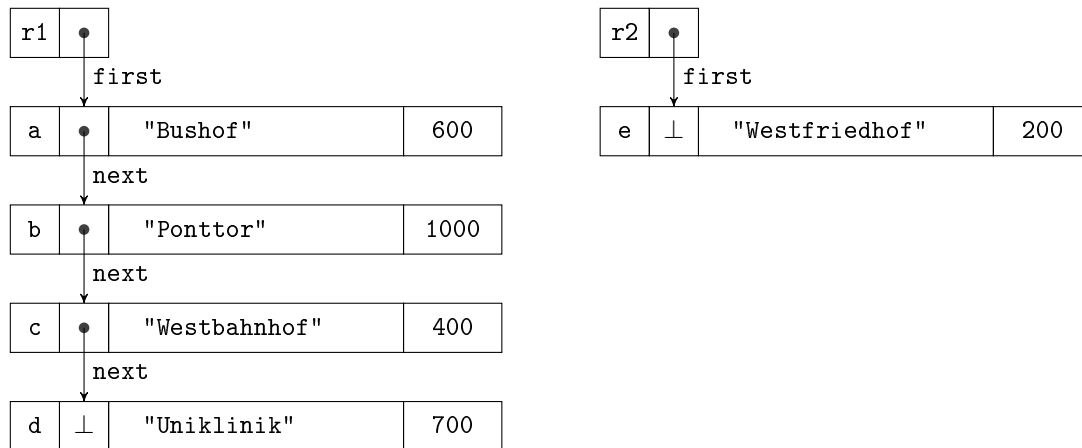 r1
r2
first
first
a "Bushof" 600
e ⊥ "Westfriedhof" 200
next
b "Ponttor" 1000
next
c "Westbahnhof" 400
next
d ⊥ "Uniklinik" 700